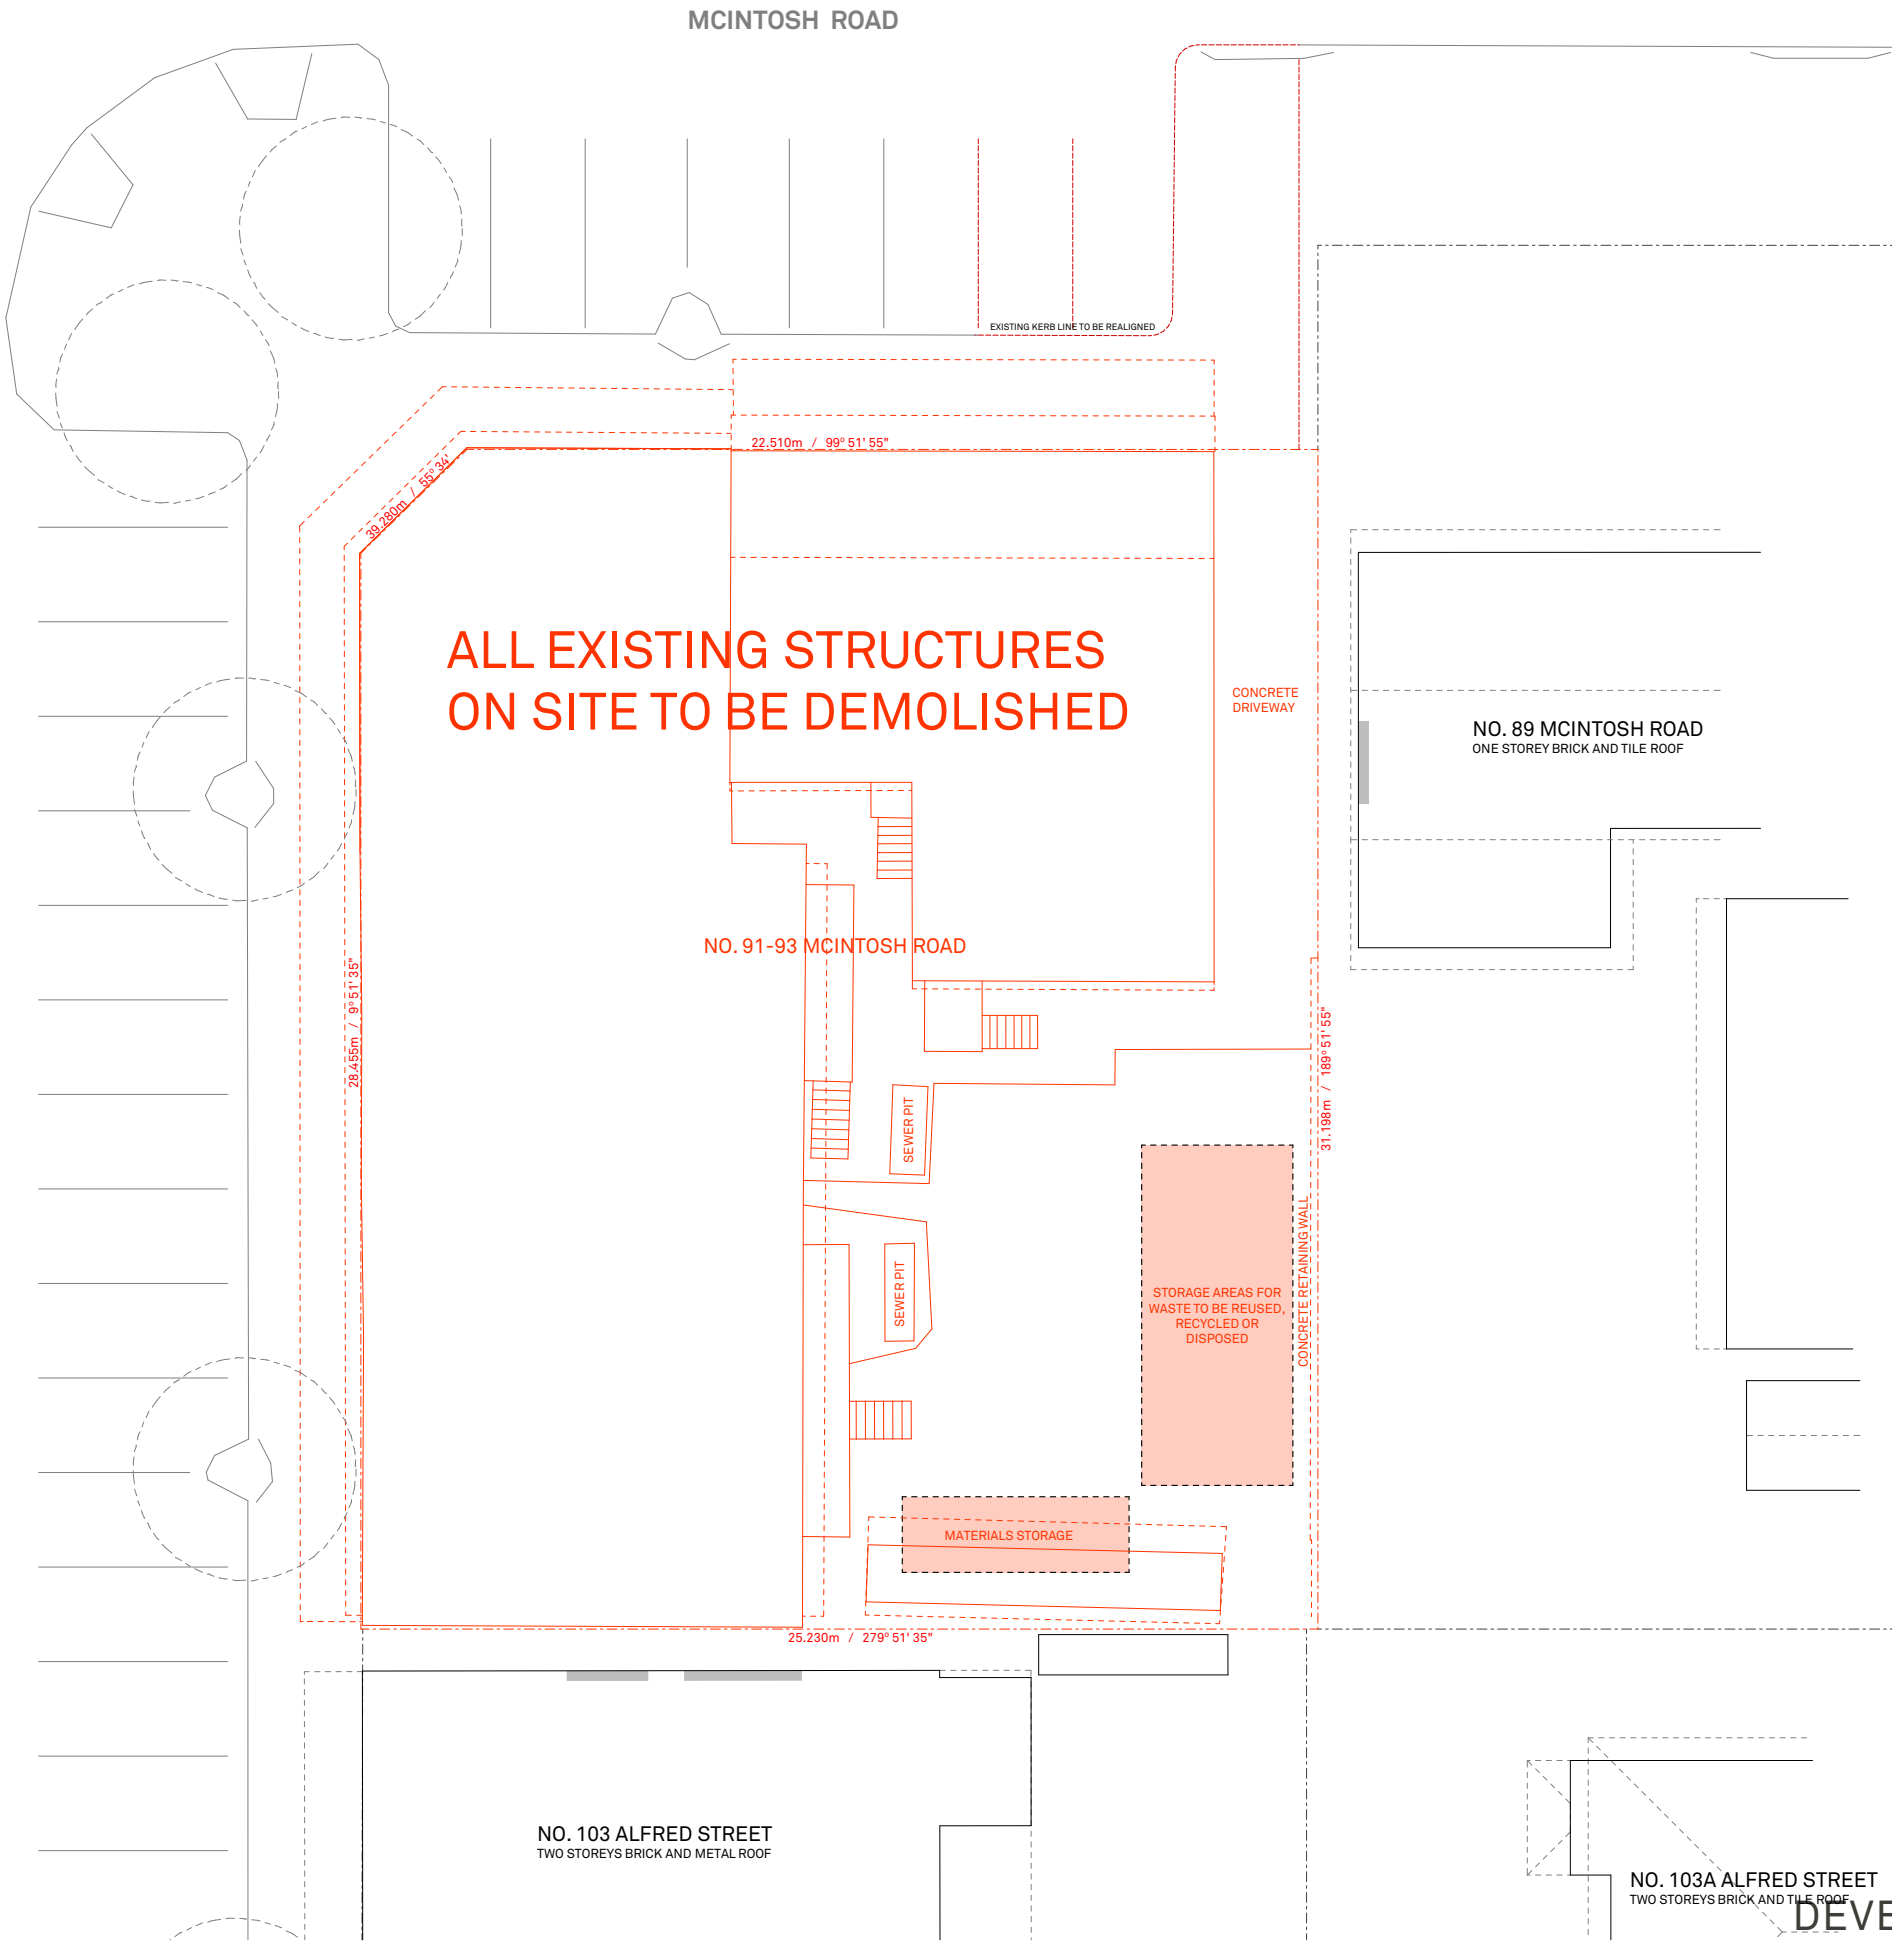 MCINTOSH ROAD
EXISTING KERB LINE TO BE REALIGNED
22.510m / 99° 51' 55"
39.280m / 55° 34'
ALL EXISTING STRUCTURES
ON SITE TO BE DEMOLISHED
CONCRETE
DRIVEWAY
NO. 89 MCINTOSH ROAD
ONE STOREY BRICK AND TILE ROOF
NO. 91-93 MCINTOSH ROAD
28.455m / 9° 51' 35"
31.198m / 189° 51' 55"
SEWER PIT
SEWER PIT
CONCRETE RETAINING WALL
STORAGE AREAS FOR
WASTE TO BE REUSED,
RECYCLED OR
DISPOSED
MATERIALS STORAGE
25.230m / 279° 51' 35"
NO. 103 ALFRED STREET
TWO STOREYS BRICK AND METAL ROOF
NO. 103A ALFRED STREET
TWO STOREYS BRICK AND TILE ROOF
DEVE